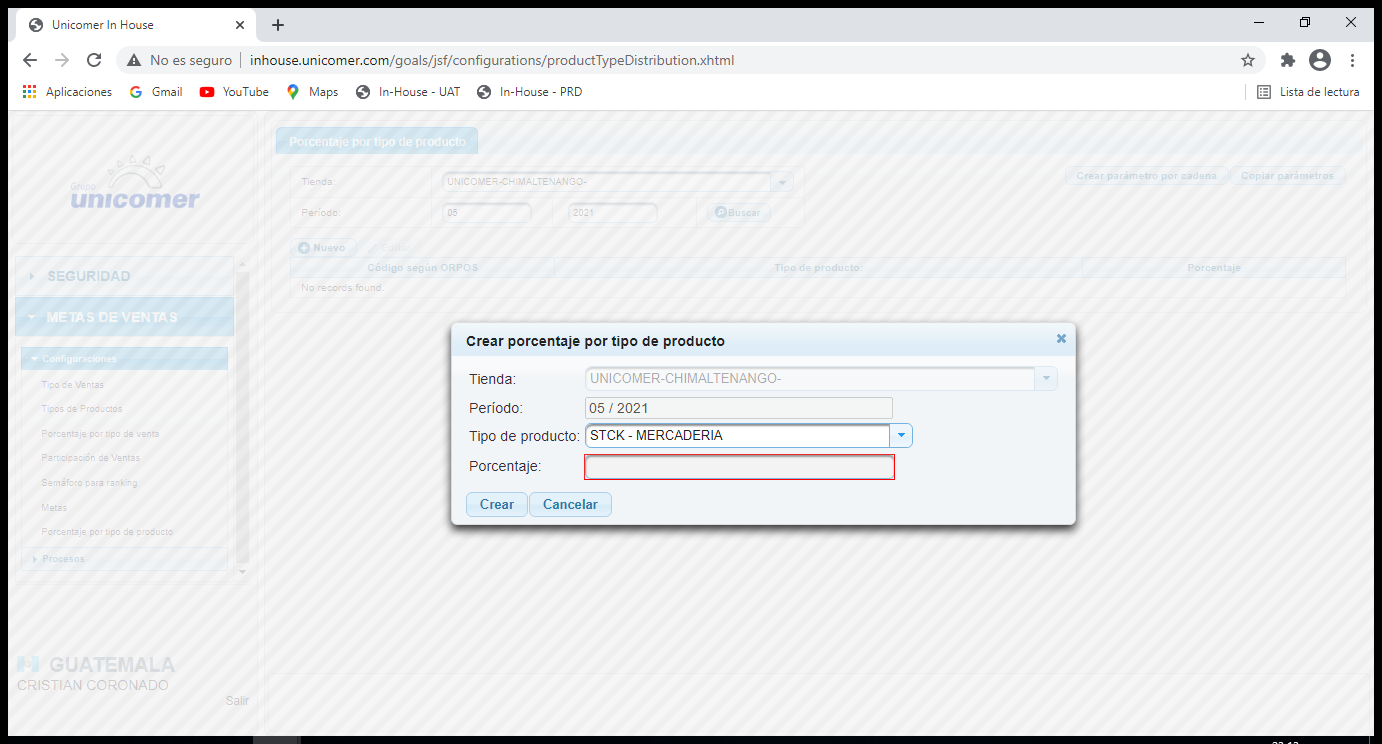 Unicomer In House
No es seguro inhouse.unicomer.com/goals/jsf/configurations/productTypeDistribution.xhtml
Aplicaciones Gmail YouTube Maps In-House - UAT In-House - PRD Lista de lectura
Grupo
unicomer
SEGURIDAD
METAS DE VENTAS
Configuraciones
Tipo de Ventas
Tipos de Productos
Porcentaje por tipo de venta
Participación de Ventas
Semáforo para ranking
Metas
Porcentaje por tipo de producto
Procesos
GUATEMALA
CRISTIAN CORONADO
Salir
Porcentaje por tipo de producto
Tienda: UNICOMER-CHIMALTENANGO- Crear parámetro por cadena Copiar parámetros
Período: 05 2021 Buscar
Nuevo Editar
Código según ORPOS Tipo de producto: Porcentaje
No records found.
Crear porcentaje por tipo de producto
Tienda: UNICOMER-CHIMALTENANGO-
Período: 05 / 2021
Tipo de producto: STCK - MERCADERIA
Porcentaje:
Crear Cancelar